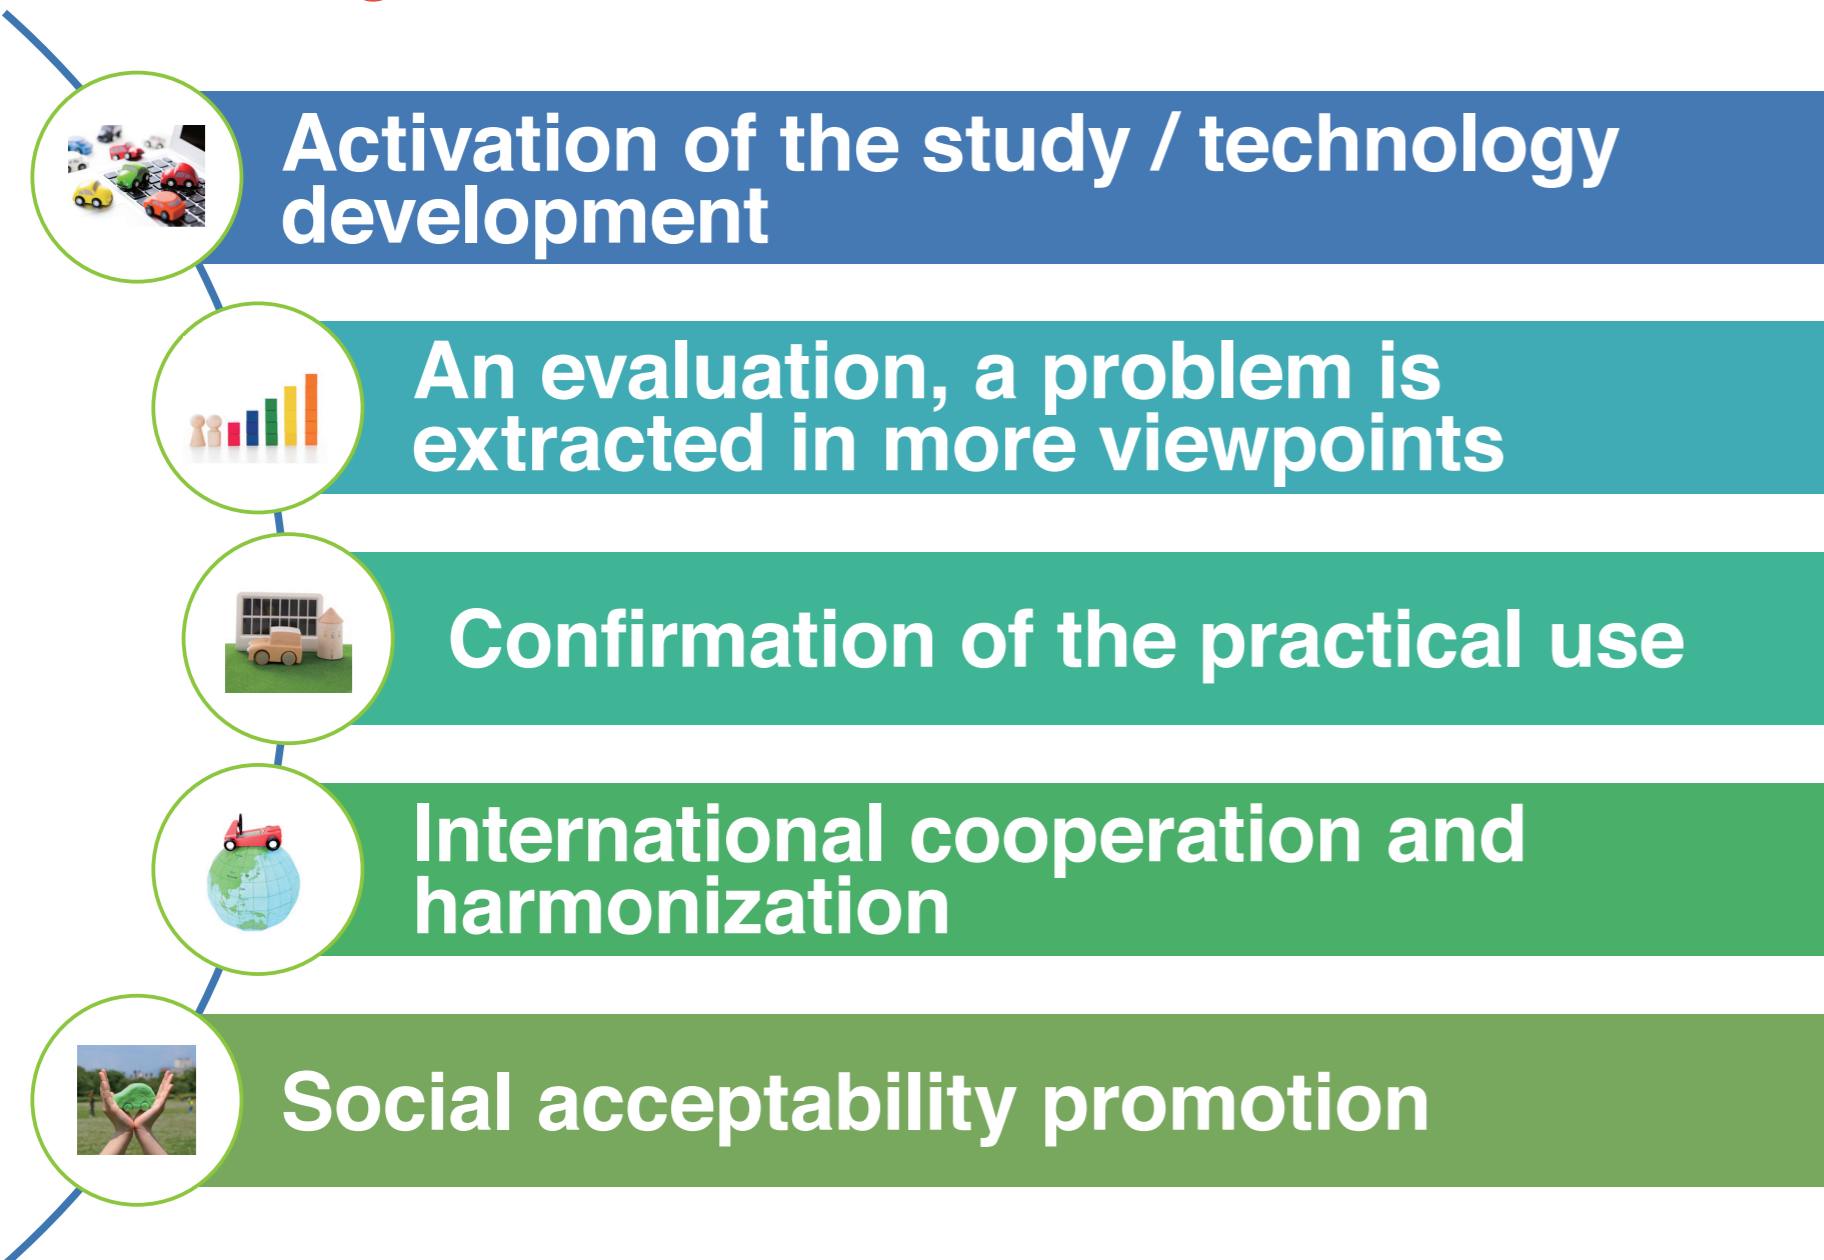 Activation of the study / technology
development
An evaluation, a problem is
extracted in more viewpoints
Confirmation of the practical use
International cooperation and
harmonization
Social acceptability promotion